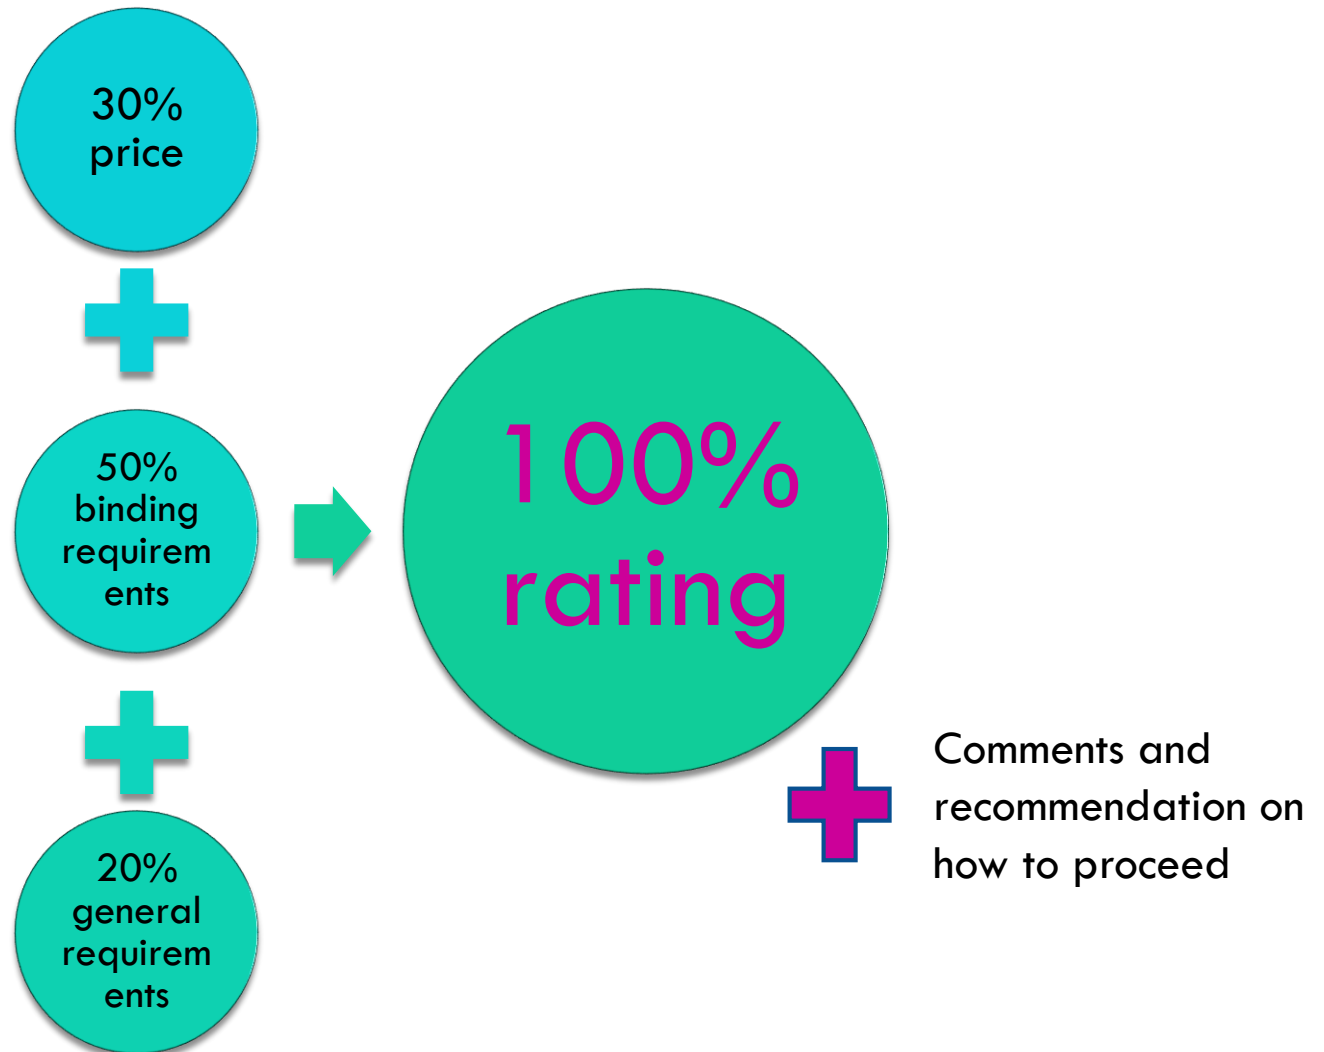 30%
price
50%
binding
requirem
ents
20%
general
requirem
ents
100%
rating
Comments and
recommendation on
how to proceed